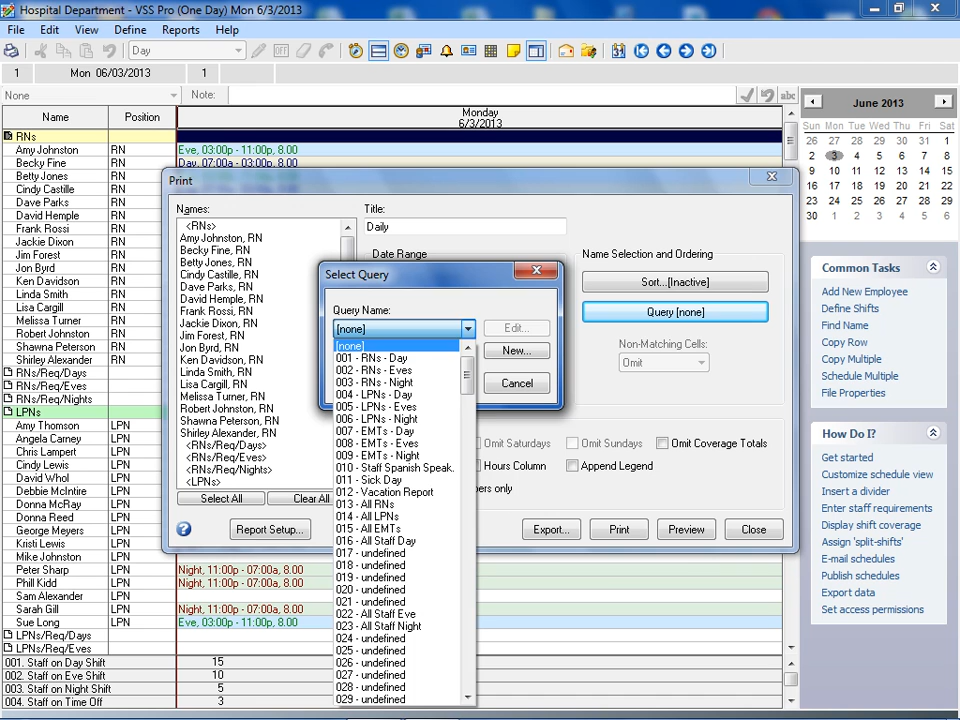 Hospital Department - VSS Pro (One Day) Mon 6/3/2013
File Edit View Define Reports Help
Day OFF
1 Mon 06/03/2013 1
None Note: abc
Name Position Monday
6/3/2013
RNs
Amy Johnston RN Eve, 03:00p - 11:00p, 8.00
Becky Fine RN Day, 07:00a - 03:00p, 8.00
Betty Jones RN
Cindy Castille RN
Dave Parks RN
David Hemple RN
Frank Rossi RN
Jackie Dixon RN
Jim Forest RN
Jon Byrd RN
Ken Davidson RN
Linda Smith RN
Lisa Cargill RN
Melissa Turner RN
Robert Johnston RN
Shawna Peterson RN
Shirley Alexander RN
RNs/Req/Days
RNs/Req/Eves
RNs/Req/Nights
LPNs
Amy Thomson LPN
Angela Carney LPN
Chris Lampert LPN
Cindy Lewis LPN
David Whol LPN
Debbie McIntire LPN
Donna McRay LPN
Donna Reed LPN
George Meyers LPN
Kristi Lewis LPN
Mike Johnston LPN
Peter Sharp LPN Night, 11:00p - 07:00a, 8.00
Phill Kidd LPN Night, 11:00p - 07:00a, 8.00
Sam Alexander LPN
Sarah Gill LPN Night, 11:00p - 07:00a, 8.00
Sue Long LPN Eve, 03:00p - 11:00p, 8.00
LPNs/Req/Days
LPNs/Req/Eves
001. Staff on Day Shift 15
002. Staff on Eve Shift 10
003. Staff on Night Shift 5
004. Staff on Time Off 3
Print
Names:
<RNs>
Amy Johnston, RN
Becky Fine, RN
Betty Jones, RN
Cindy Castille, RN
Dave Parks, RN
David Hemple, RN
Frank Rossi, RN
Jackie Dixon, RN
Jim Forest, RN
Jon Byrd, RN
Ken Davidson, RN
Linda Smith, RN
Lisa Cargill, RN
Melissa Turner, RN
Robert Johnston, RN
Shawna Peterson, RN
Shirley Alexander, RN
<RNs/Req/Days>
<RNs/Req/Eves>
<RNs/Req/Nights>
<LPNs>
Select All Clear All
Report Setup...
Title:
Daily
Date Range
Name Selection and Ordering
Sort...[Inactive]
Query [none]
Non-Matching Cells:
Omit
Omit Saturdays Omit Sundays Omit Coverage Totals
Hours Column Append Legend
only
Export... Print Preview Close
Select Query
Query Name:
[none] Edit...
New...
Cancel
[none]
001 - RNs - Day
002 - RNs - Eves
003 - RNs - Night
004 - LPNs - Day
005 - LPNs - Eves
006 - LPNs - Night
007 - EMTs - Day
008 - EMTs - Eves
009 - EMTs - Night
010 - Staff Spanish Speak.
011 - Sick Day
012 - Vacation Report
013 - All RNs
014 - All LPNs
015 - All EMTs
016 - All Staff Day
017 - undefined
018 - undefined
019 - undefined
020 - undefined
021 - undefined
022 - All Staff Eve
023 - All Staff Night
024 - undefined
025 - undefined
026 - undefined
027 - undefined
028 - undefined
029 - undefined
June 2013
Sun Mon Tue Wed Thu Fri Sat
26 27 28 29 30 31 1
2 3 4 5 6 7 8
9 10 11 12 13 14 15
16 17 18 19 20 21 22
23 24 25 26 27 28 29
30 1 2 3 4 5 6
Common Tasks
Add New Employee
Define Shifts
Find Name
Copy Row
Copy Multiple
Schedule Multiple
File Properties
How Do I?
Get started
Customize schedule view
Insert a divider
Enter staff requirements
Display shift coverage
Assign 'split-shifts'
E-mail schedules
Publish schedules
Export data
Set access permissions